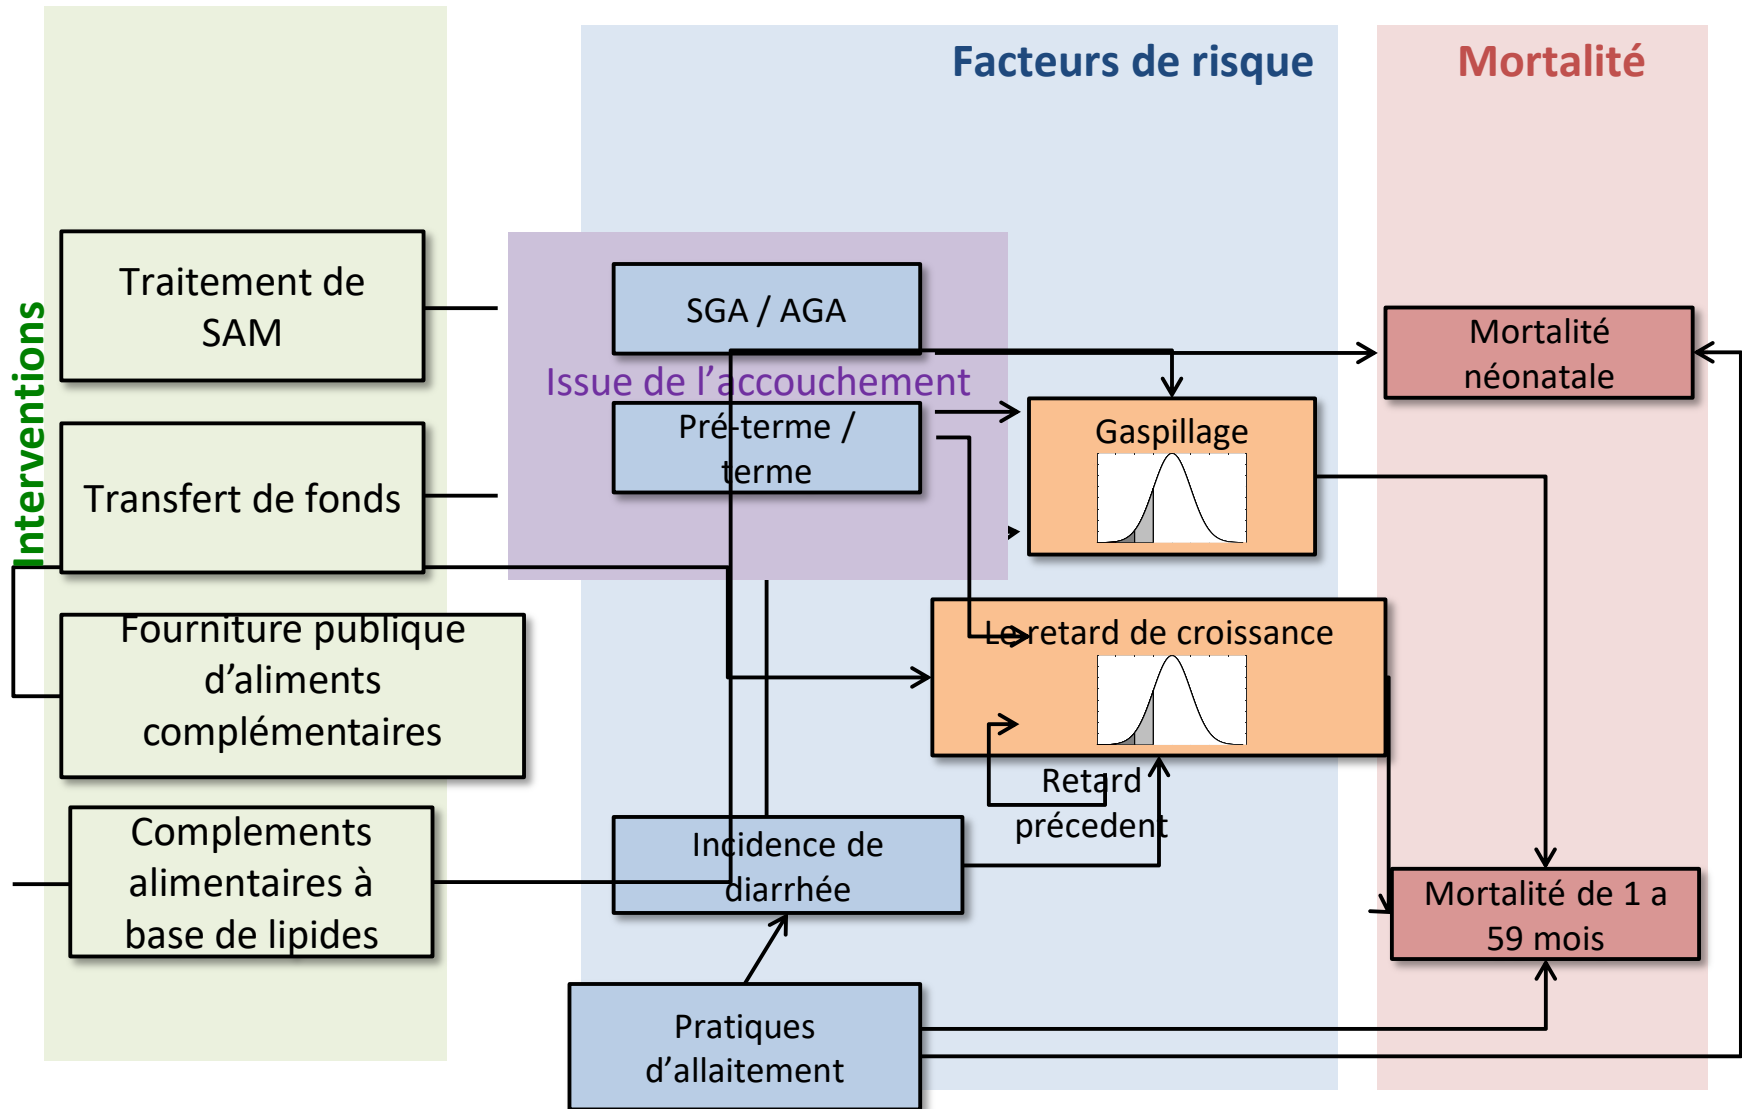 Facteurs de risque
Mortalité
Interventions
Traitement de
SAM
Transfert de fonds
Fourniture publique
d'aliments
complémentaires
Complements
alimentaires à
base de lipides
SGA / AGA
Issue de l'accouchement
Pré-terme /
terme
Gaspillage
Le retard de croissance
Retard
précedent
Incidence de
diarrhée
Pratiques
d'allaitement
Mortalité
néonatale
Mortalité de 1 a
59 mois